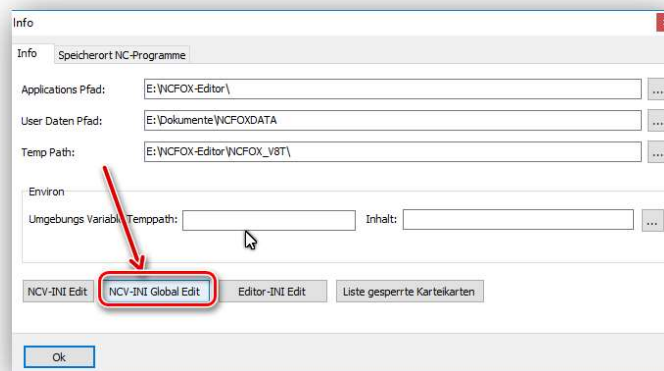 Info
Info Speicherort NC-Programme
Applications Pfad: E:\NCFOX-Editor\ ...
User Daten Pfad: E:\Dokumente\NCFOXDATA ...
Temp Path: E:\NCFOX-Editor\NCFOX_V8T\ ...
Environ
Umgebungs Variable Temppath: Inhalt: ...
NCV-INI Edit NCV-INI Global Edit Editor-INI Edit Liste gesperrte Karteikarten
Ok